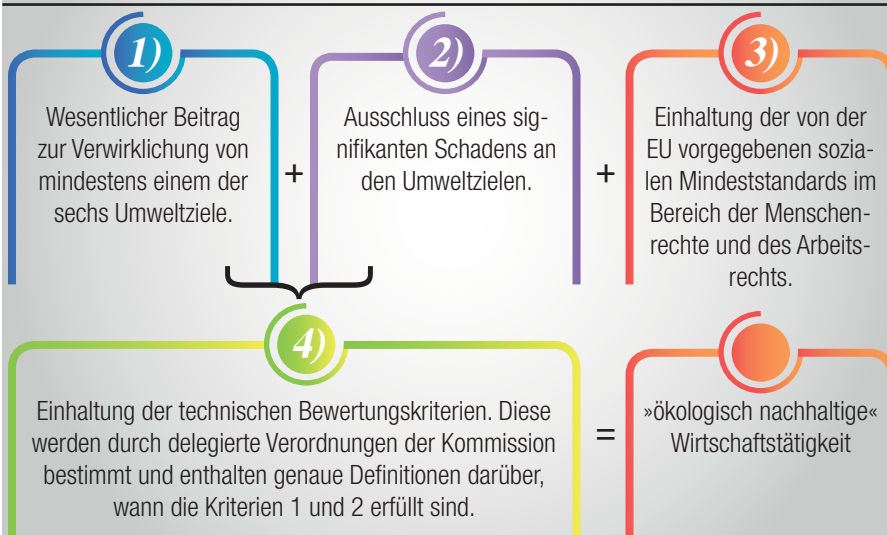 1)
Wesentlicher Beitrag
zur Verwirklichung von
mindestens einem der
sechs Umweltziele.
+
2)
Ausschluss eines sig-
nifikanten Schadens an
den Umweltzielen.
+
3)
Einhaltung der von der
EU vorgegebenen sozia-
len Mindeststandards im
Bereich der Menschen-
rechte und des Arbeits-
rechts.
4)
Einhaltung der technischen Bewertungskriterien. Diese
werden durch delegierte Verordnungen der Kommission
bestimmt und enthalten genaue Definitionen darüber,
wann die Kriterien 1 und 2 erfüllt sind.
=
»ökologisch nachhaltige«
Wirtschaftstätigkeit